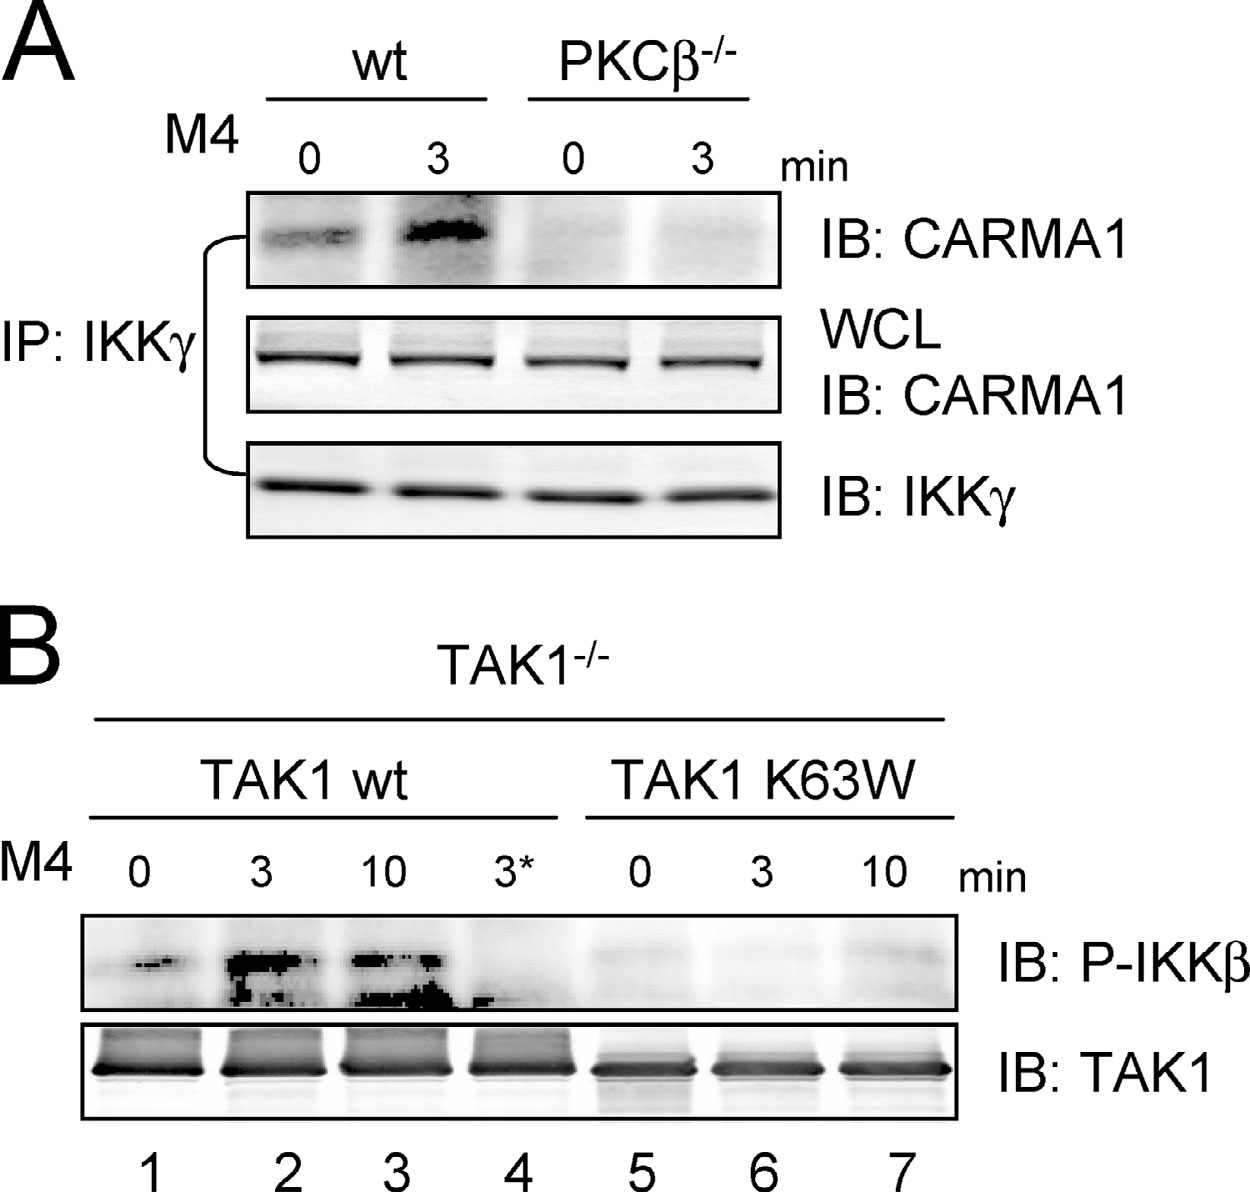 A
wt PKCβ-/-
M4 0 3 0 3 min
IB: CARMA1
IP: IKKγ
WCL
IB: CARMA1
IB: IKKγ
B
TAK1-/-
TAK1 wt TAK1 K63W
M4 0 3 10 3* 0 3 10 min
IB: P-IKKβ
IB: TAK1
1 2 3 4 5 6 7